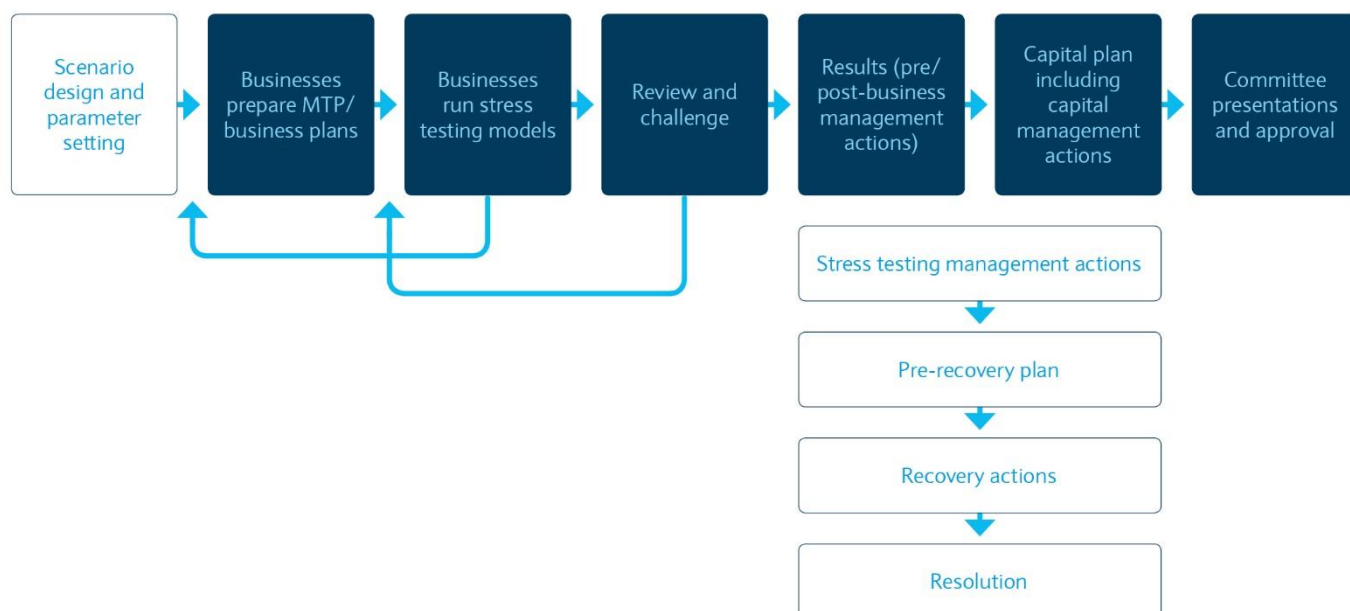 Scenario
design and
parameter
setting
Businesses
prepare MTP/
business plans
Businesses
run stress
testing models
Review and
challenge
Results (pre/
post-business
management
actions)
Capital plan
including
capital
management
actions
Committee
presentations
and approval
Stress testing management actions
Pre-recovery plan
Recovery actions
Resolution